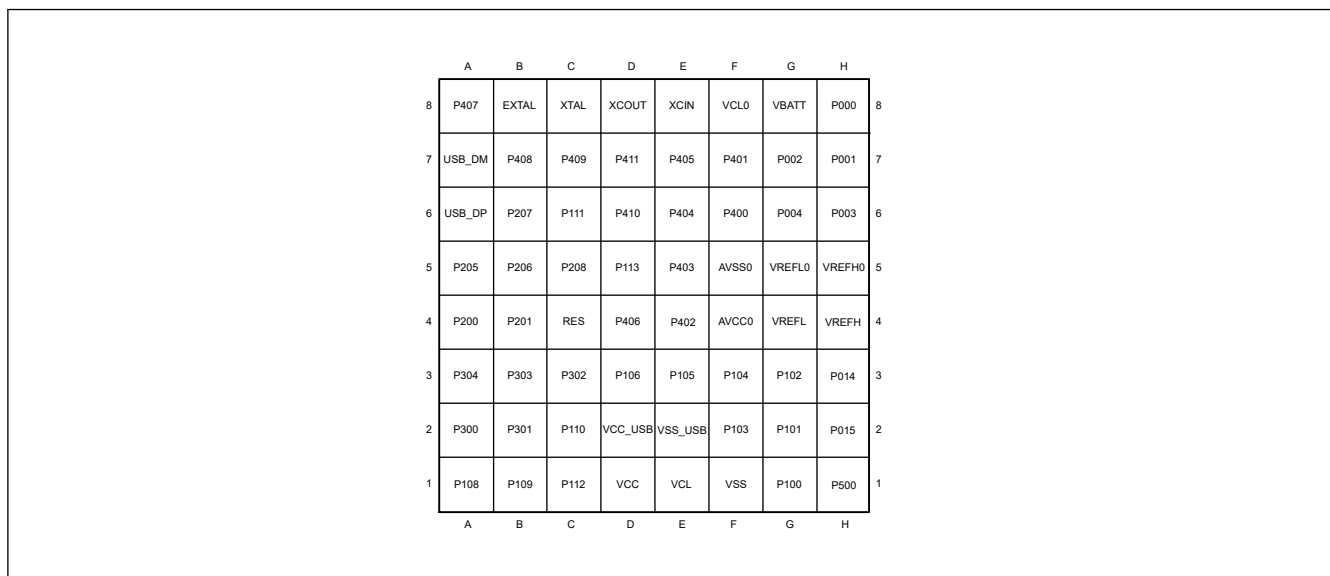 A B C D E F G H
8 P407 EXTAL XTAL XCOUT XCIN VCL0 VBATT P000 8
7 USB_DM P408 P409 P411 P405 P401 P002 P001 7
6 USB_DP P207 P111 P410 P404 P400 P004 P003 6
5 P205 P206 P208 P113 P403 AVSS0 VREFL0 VREFH0 5
4 P200 P201 RES P406 P402 AVCC0 VREFL VREFH 4
3 P304 P303 P302 P106 P105 P104 P102 P014 3
2 P300 P301 P110 VCC_USB VSS_USB P103 P101 P015 2
1 P108 P109 P112 VCC VCL VSS P100 P500 1
A B C D E F G H